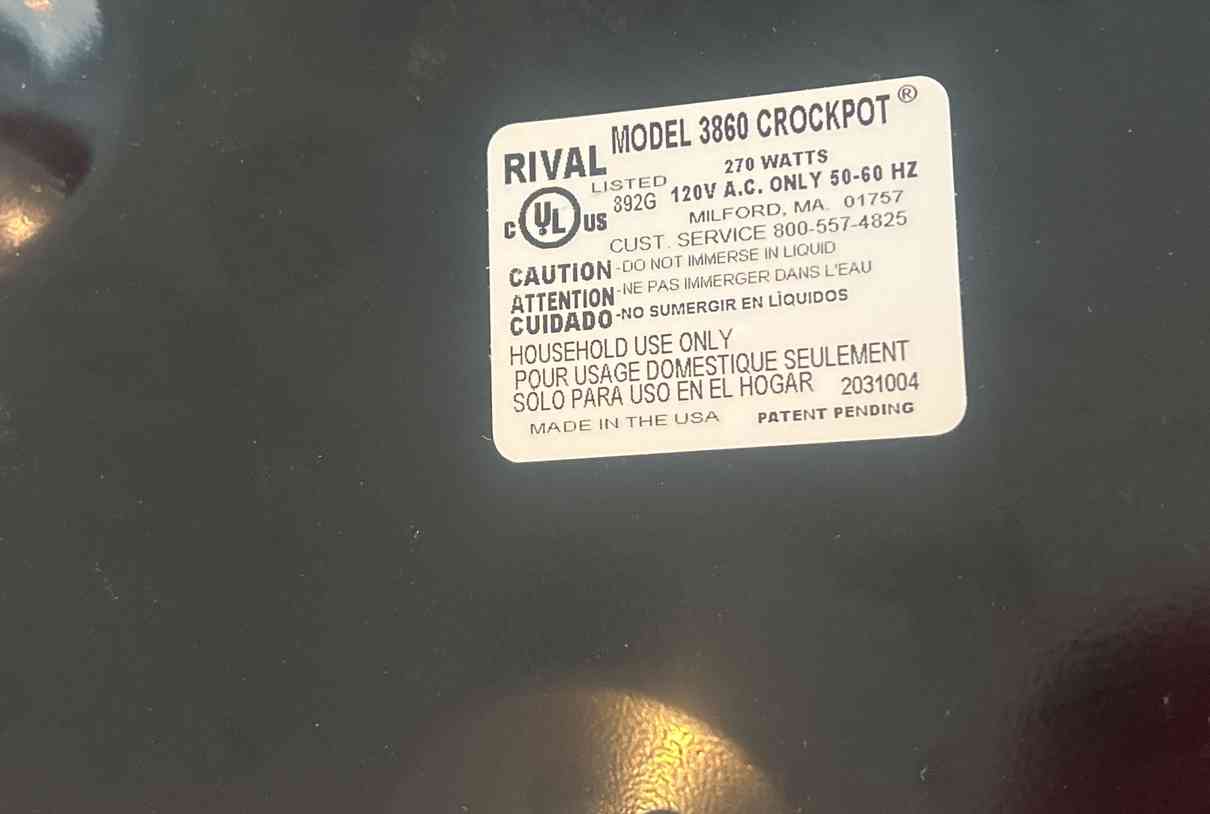 MODEL 3860 CROCKPOT ®
RIVAL
270 WATTS
LISTED
892G
120V A.C. ONLY 50-60 HZ
C UL US
MILFORD, MA. 01757
CUST. SERVICE 800-557-4825
CAUTION -DO NOT IMMERSE IN LIQUID
ATTENTION -NE PAS IMMERGER DANS L'EAU
CUIDADO -NO SUMERGIR EN LÌQUIDOS
HOUSEHOLD USE ONLY
POUR USAGE DOMESTIQUE SEULEMENT
SOLO PARA USO EN EL HOGAR 2031004
MADE IN THE USA PATENT PENDING